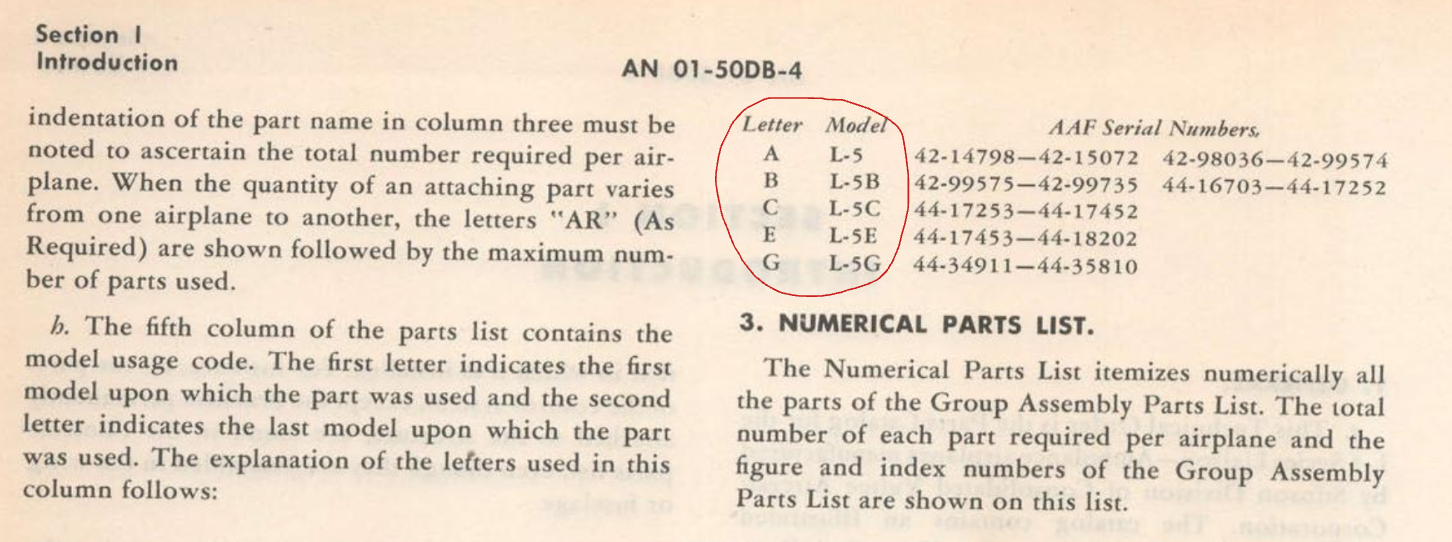 Section I
Introduction
AN 01-50DB-4
indentation of the part name in column three must be
noted to ascertain the total number required per air-
plane. When the quantity of an attaching part varies
from one airplane to another, the letters "AR" (As
Required) are shown followed by the maximum num-
ber of parts used.
b. The fifth column of the parts list contains the
model usage code. The first letter indicates the first
model upon which the part was used and the second
letter indicates the last model upon which the part
was used. The explanation of the letters used in this
column follows:
Letter Model AAF Serial Numbers,
A L-5 42-14798—42-15072 42-98036—42-99574
B L-5B 42-99575—42-99735 44-16703—44-17252
C L-5C 44-17253—44-17452
E L-5E 44-17453—44-18202
G L-5G 44-34911—44-35810
3. NUMERICAL PARTS LIST.
The Numerical Parts List itemizes numerically all
the parts of the Group Assembly Parts List. The total
number of each part required per airplane and the
figure and index numbers of the Group Assembly
Parts List are shown on this list.